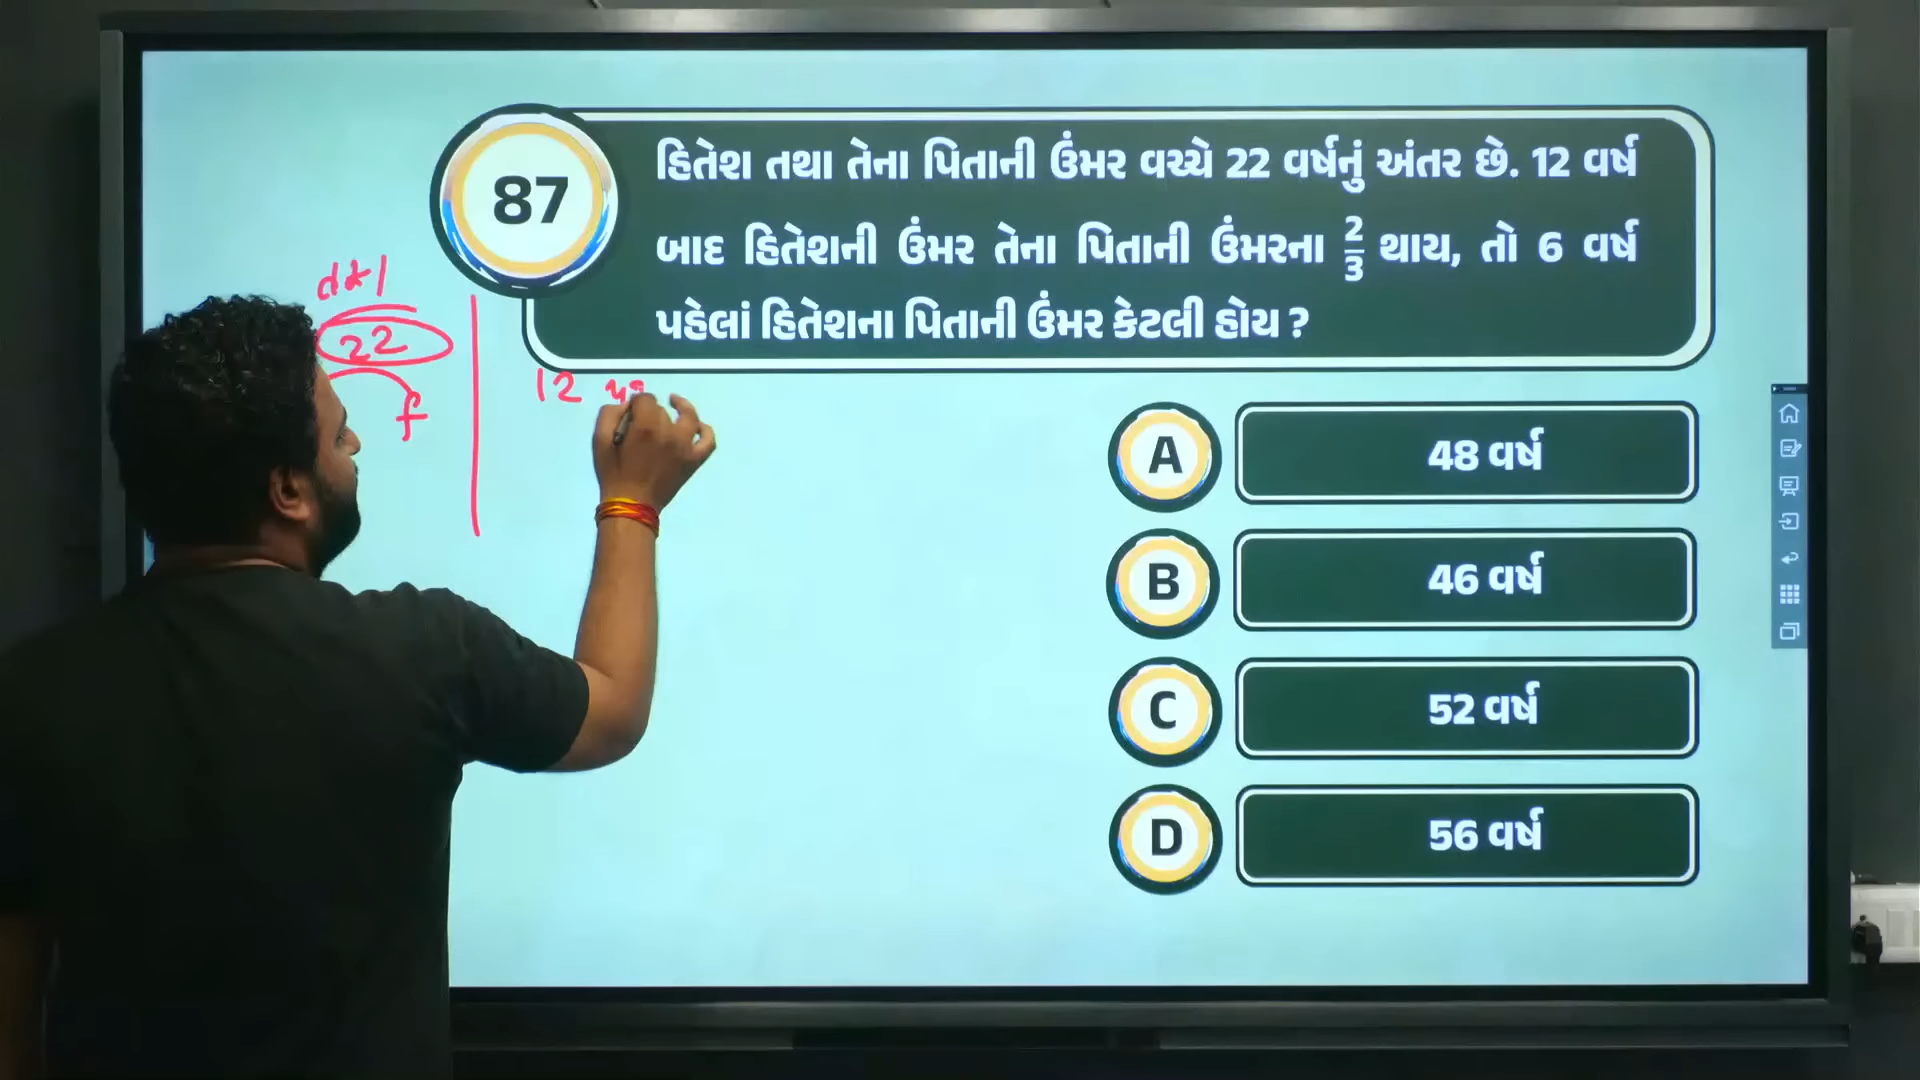 87
હિતેશ તથા તેના પિતાની ઉંમર વચ્ચે 22 વર્ષનું અંતર છે. 12 વર્ષ
બાદ હિતેશની ઉંમર તેના પિતાની ઉંમરના 2/3 થાય, તો 6 વર્ષ
પહેલાં હિતેશના પિતાની ઉંમર કેટલી હોય ?
22
f
12
A 48 વર્ષ
B 46 વર્ષ
C 52 વર્ષ
D 56 વર્ષ